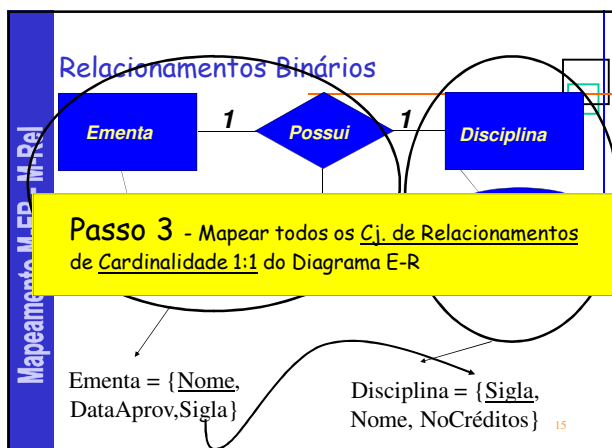 Relacionamentos Binários
Ementa
1
Possui
1
Disciplina
Mapeamento M-ER - M-Rel
Passo 3 - Mapear todos os Cj. de Relacionamentos
de Cardinalidade 1:1 do Diagrama E-R
Ementa = {Nome,
DataAprov,Sigla}
Disciplina = {Sigla,
Nome, NoCréditos}
15